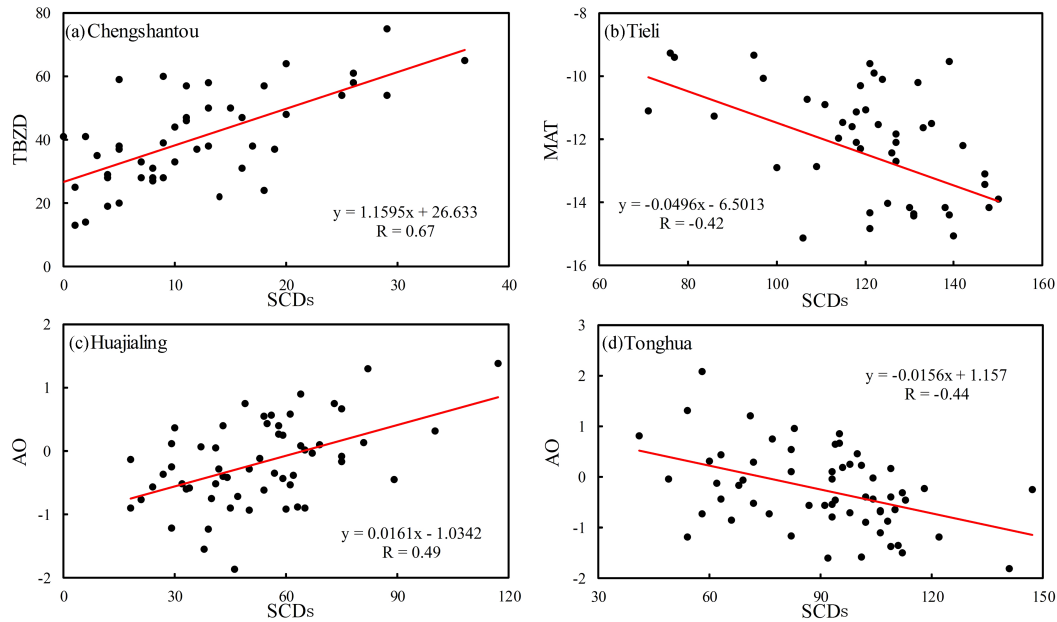 (a) Chengshantou
TBZD
80
60
40
20
0
0
10
20
30
40
SCDs
y = 1.1595x + 26.633
R = 0.67
(b) Tieli
MAT
-8
-10
-12
-14
-16
60
80
100
120
140
160
SCDs
y = -0.0496x - 6.5013
R = -0.42
(c) Huajialing
AO
2
1
0
-1
-2
0
30
60
90
120
SCDs
y = 0.0161x - 1.0342
R = 0.49
(d) Tonghua
AO
3
2
1
0
-1
-2
30
60
90
120
150
SCDs
y = -0.0156x + 1.157
R = -0.44